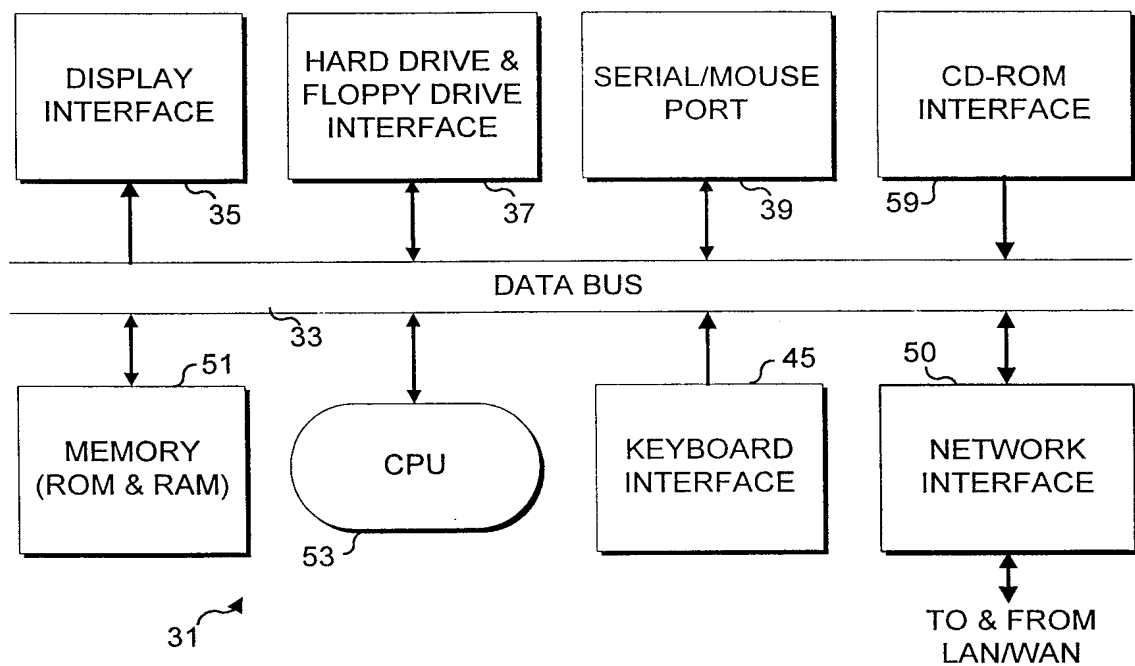 DISPLAY
INTERFACE
35
HARD DRIVE &
FLOPPY DRIVE
INTERFACE
37
SERIAL/MOUSE
PORT
39
CD-ROM
INTERFACE
59
DATA BUS
33
51
MEMORY
(ROM & RAM)
CPU
53
45
KEYBOARD
INTERFACE
50
NETWORK
INTERFACE
31
TO & FROM
LAN/WAN